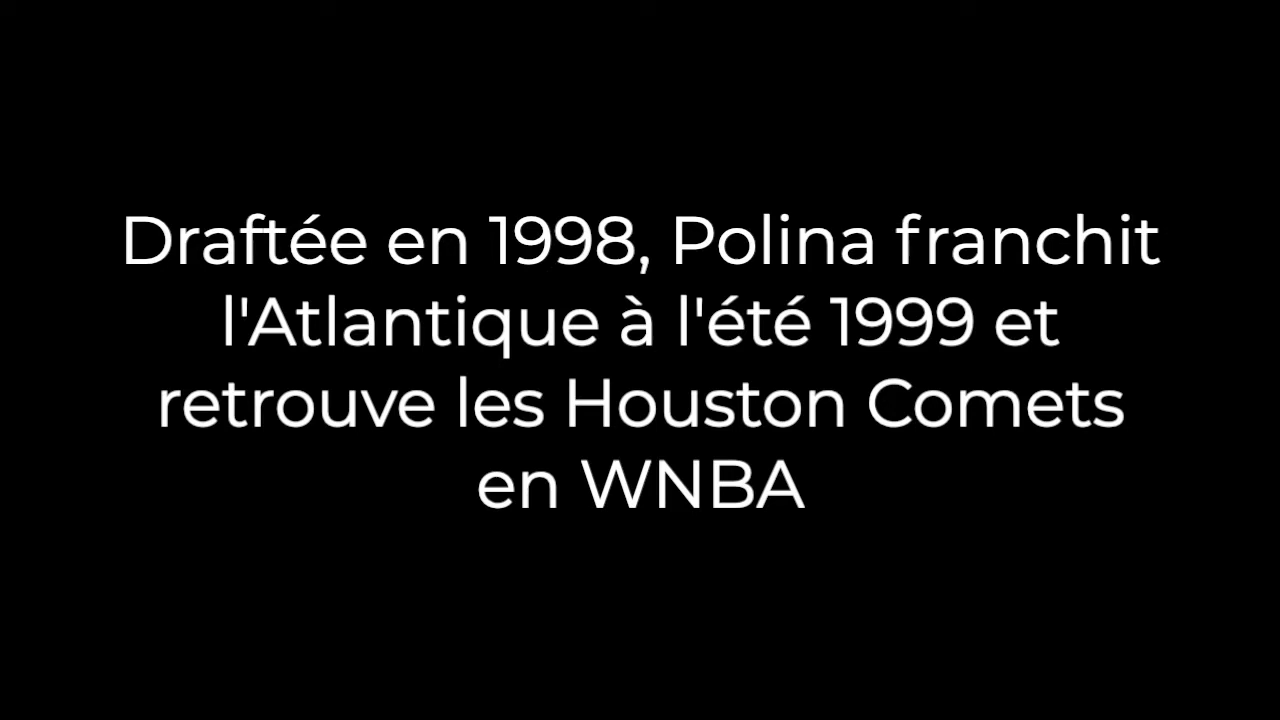 Draftée en 1998, Polina franchit
l'Atlantique à l'été 1999 et
retrouve les Houston Comets
en WNBA